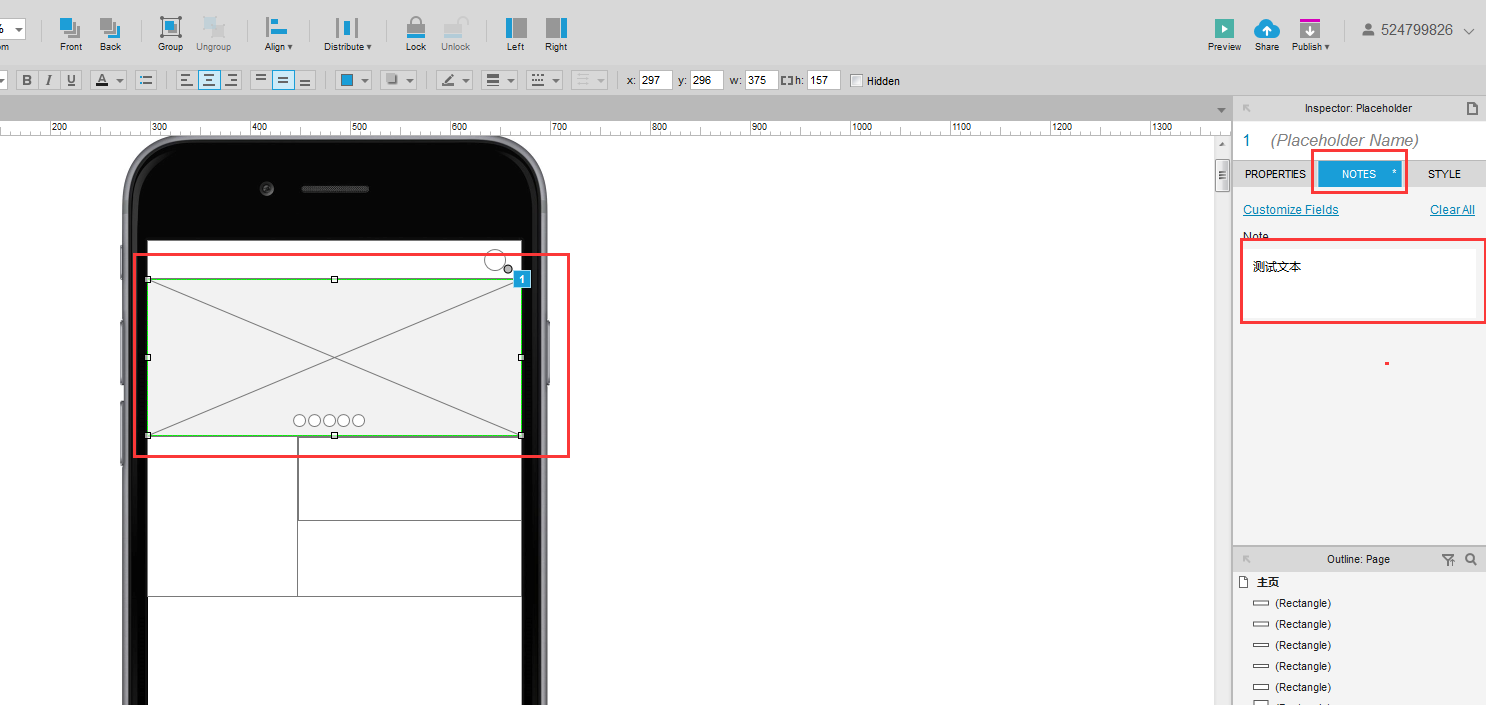 %
om
Front Back Group Ungroup Align ▾ Distribute ▾ Lock Unlock Left Right Preview Share Publish ▾ 524799826
B I U A x: 297 y: 296 w: 375 h: 157 Hidden
200 300 400 500 600 700 800 900 1000 1100 1200 1300
1
Inspector: Placeholder
1 (Placeholder Name)
PROPERTIES NOTES * STYLE
Customize Fields Clear All
Note
测试文本
Outline: Page
主页
(Rectangle)
(Rectangle)
(Rectangle)
(Rectangle)
(Rectangle)